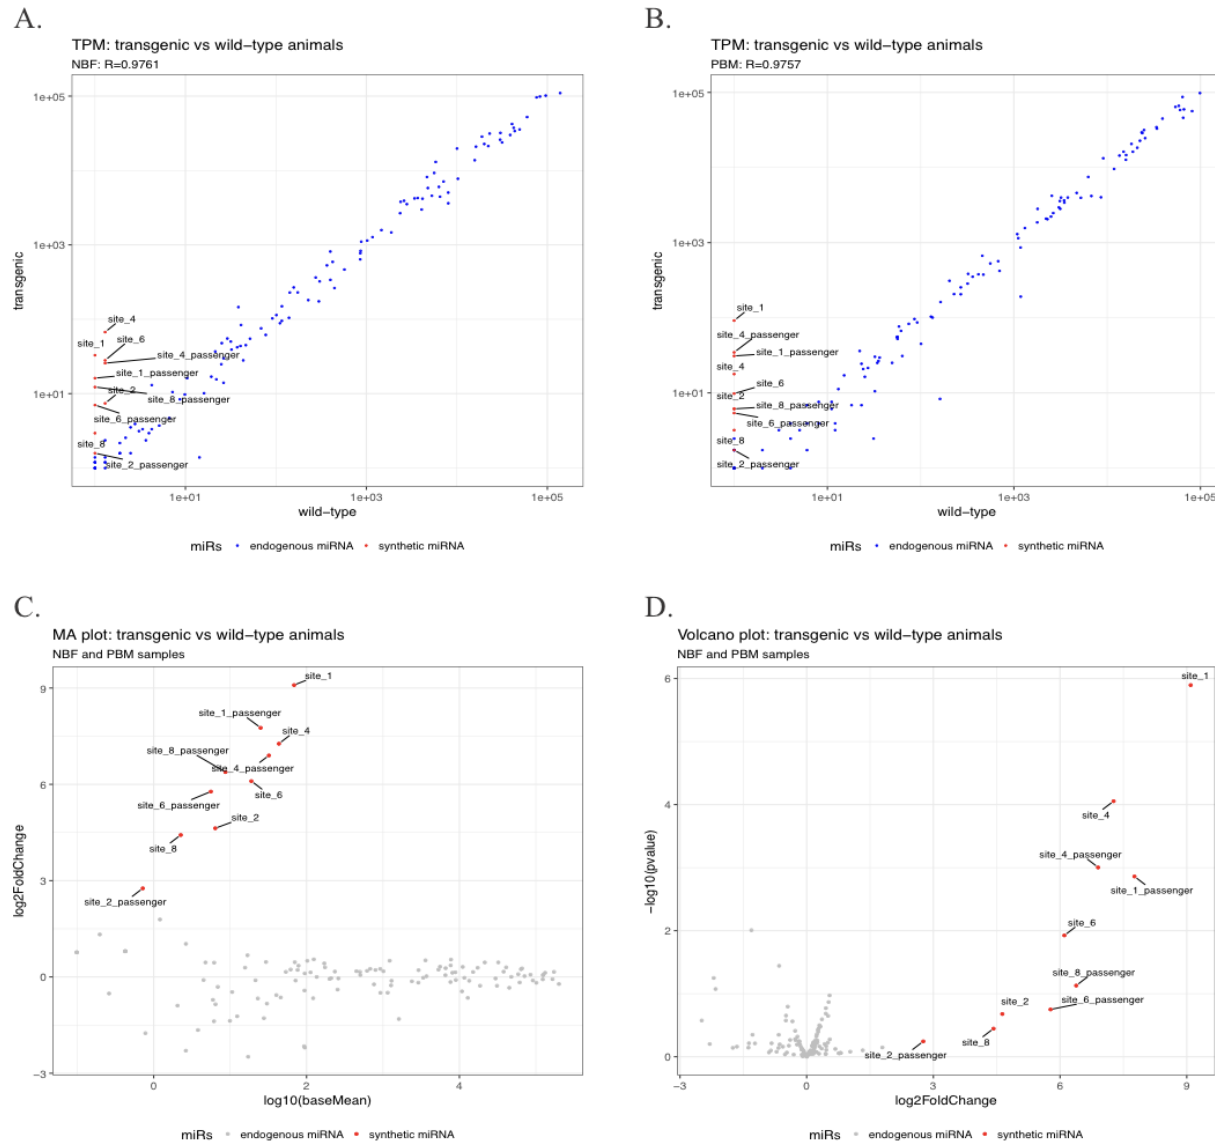 A.
TPM: transgenic vs wild-type animals
NBF: R=0.9761
1e+05
1e+03
1e+01
transgenic
site_4
site_1
site_6
site_4_passenger
site_1_passenger
site_2
site_8_passenger
site_6_passenger
site_8
site_2_passenger
1e+01
1e+03
1e+05
wild-type
miRs
endogenous miRNA
synthetic miRNA
B.
TPM: transgenic vs wild-type animals
PBM: R=0.9757
1e+05
1e+03
1e+01
transgenic
site_1
site_4_passenger
site_1_passenger
site_4
site_6
site_2
site_8_passenger
site_6_passenger
site_8
site_2_passenger
1e+01
1e+03
1e+05
wild-type
miRs
endogenous miRNA
synthetic miRNA
C.
MA plot: transgenic vs wild-type animals
NBF and PBM samples
9
6
3
0
-3
log2FoldChange
site_1
site_1_passenger
site_4
site_8_passenger
site_4_passenger
site_6
site_6_passenger
site_2
site_8
site_2_passenger
0
2
4
log10(baseMean)
miRs
endogenous miRNA
synthetic miRNA
D.
Volcano plot: transgenic vs wild-type animals
NBF and PBM samples
6
4
2
0
-log10(pvalue)
site_1
site_4
site_4_passenger
site_1_passenger
site_6
site_8_passenger
site_6_passenger
site_2
site_8
site_2_passenger
-3
0
3
6
9
log2FoldChange
miRs
endogenous miRNA
synthetic miRNA